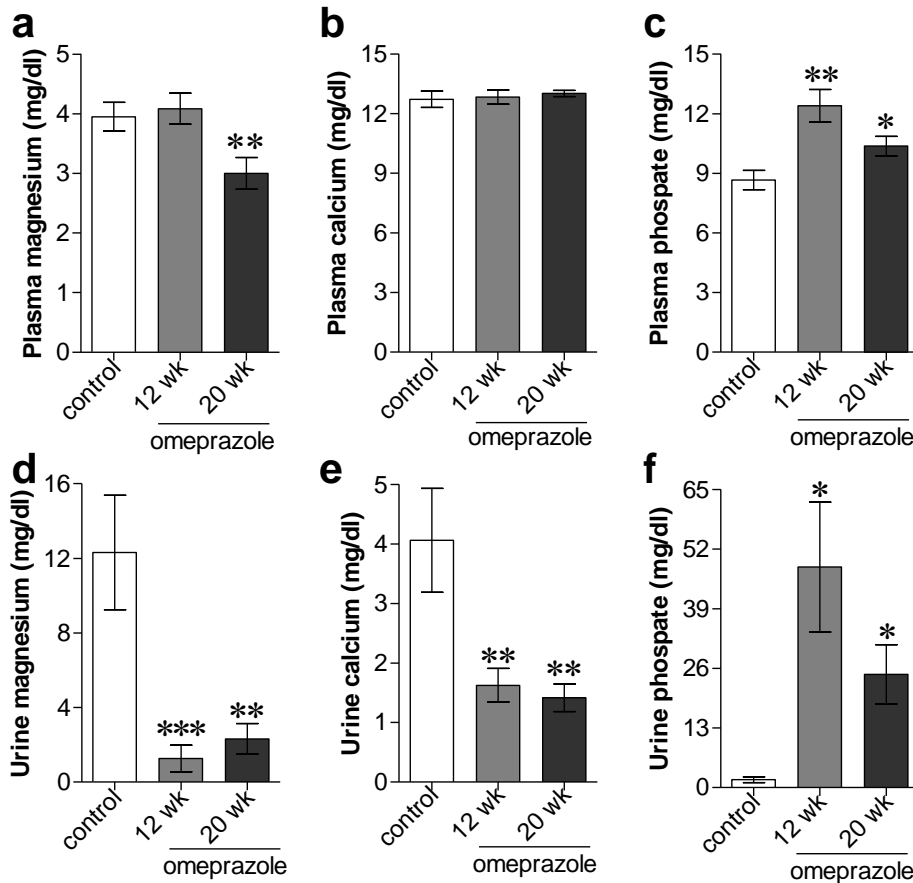 a
Plasma magnesium (mg/dl)
5
4
3
2
1
0
**
control
12 wk
20 wk
omeprazole
b
Plasma calcium (mg/dl)
15
12
9
6
3
0
control
12 wk
20 wk
omeprazole
c
Plasma phospate (mg/dl)
15
12
9
6
3
0
**
*
control
12 wk
20 wk
omeprazole
d
Urine magnesium (mg/dl)
16
12
8
4
0
***
**
control
12 wk
20 wk
omeprazole
e
Urine calcium (mg/dl)
5
4
3
2
1
0
**
**
control
12 wk
20 wk
omeprazole
f
Urine phospate (mg/dl)
65
52
39
26
13
0
*
*
control
12 wk
20 wk
omeprazole